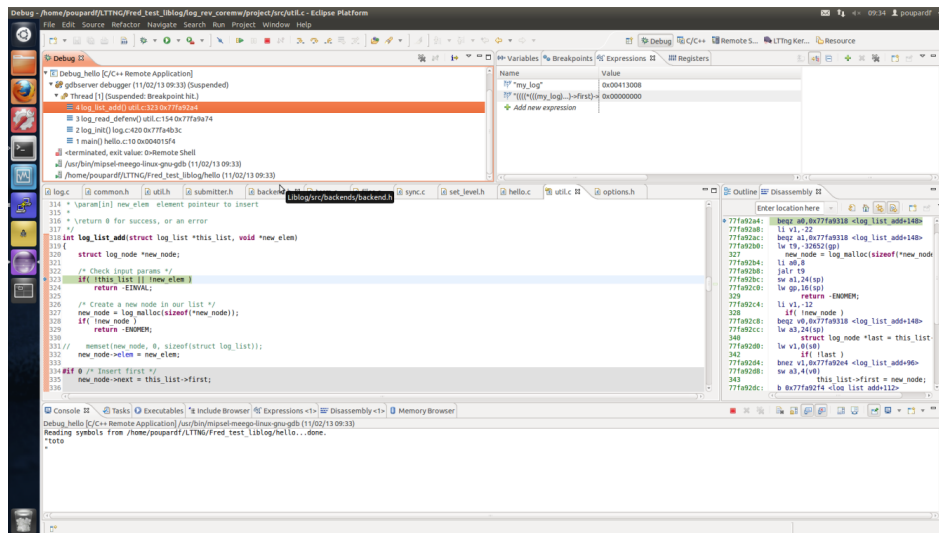 Debug - /home/poupardf/LTTNG/Fred_test_liblog/log_rev_coremw/project/src/util.c - Eclipse Platform
09:34 poupardf
File Edit Source Refactor Navigate Search Run Project Window Help
Debug C/C++ Remote S... LTTng Ker... Resource
Debug
Debug_hello [C/C++ Remote Application]
gdbserver debugger (11/02/13 09:33) (Suspended)
Thread [1] (Suspended: Breakpoint hit.)
4 log_list_add() util.c:323 0x77fa92a4
3 log_read_defenv() util.c:154 0x77fa9a74
2 log_init() log.c:420 0x77fa4b3c
1 main() hello.c:10 0x004015f4
<terminated, exit value: 0>Remote Shell
/usr/bin/mipsel-meego-linux-gnu-gdb (11/02/13 09:33)
/home/poupardf/LTTNG/Fred_test_liblog/hello (11/02/13 09:33)
Variables Breakpoints Expressions Registers
Name Value
"my_log" 0x00413008
"((((*(((my_log)...)->first)-> 0x00000000
Add new expression
log.c common.h util.h submitter.h backend.h sync.c set_level.h hello.c util.c options.h
Liblog/src/backends/backend.h
314 * \param[in] new_elem element pointeur to insert
315 *
316 * \return 0 for success, or an error
317 */
318 int log_list_add(struct log_list *this_list, void *new_elem)
319 {
320 struct log_node *new_node;
321
322 /* Check input params */
323 if( !this_list || !new_elem )
324 return -EINVAL;
325
326 /* Create a new node in our list */
327 new_node = log_malloc(sizeof(*new_node));
328 if( !new_node )
329 return -ENOMEM;
330
331 // memset(new_node, 0, sizeof(struct log_list));
332 new_node->elem = new_elem;
333
334 #if 0 /* Insert first */
335 new_node->next = this_list->first;
336
Outline Disassembly
Enter location here
77fa92a4: beqz a0,0x77fa9318 <log_list_add+148>
77fa92a8: li v1,-22
77fa92ac: beqz a1,0x77fa9318 <log_list_add+148>
77fa92b0: lw t9,-32652(gp)
327 new_node = log_malloc(sizeof(*new_node
77fa92b4: li a0,8
77fa92b8: jalr t9
77fa92bc: sw a1,24(sp)
77fa92c0: lw gp,16(sp)
329 return -ENOMEM;
77fa92c4: li v1,-12
328 if( !new_node )
77fa92c8: beqz v0,0x77fa9318 <log_list_add+148>
77fa92cc: lw a3,24(sp)
340 struct log_node *last = this_list-
77fa92d0: lw v1,0(s0)
342 if( !last )
77fa92d4: bnez v1,0x77fa92e4 <log_list_add+96>
77fa92d8: sw a3,4(v0)
343 this_list->first = new_node;
77fa92dc: b 0x77fa92f4 <log_list_add+112>
Console Tasks Executables Include Browser Expressions <1> Disassembly <1> Memory Browser
Debug_hello [C/C++ Remote Application] /usr/bin/mipsel-meego-linux-gnu-gdb (11/02/13 09:33)
Reading symbols from /home/poupardf/LTTNG/Fred_test_liblog/hello...done.
"toto
"